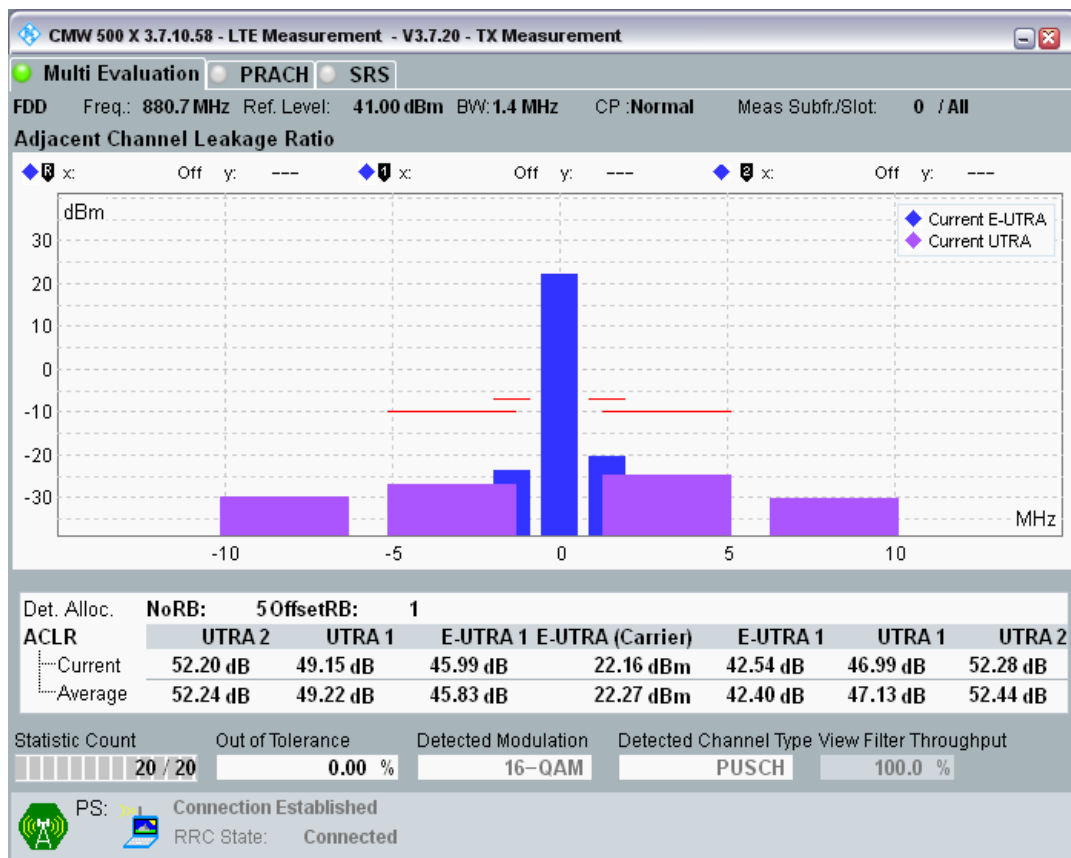 CMW 500 X 3.7.10.58 - LTE Measurement - V3.7.20 - TX Measurement
Multi Evaluation PRACH SRS
FDD Freq.: 880.7 MHz Ref. Level: 41.00 dBm BW: 1.4 MHz CP :Normal Meas Subfr./Slot: 0 / All
Adjacent Channel Leakage Ratio
R x: Off y: --- 1 x: Off y: --- 2 x: Off y: ---
dBm
Current E-UTRA
Current UTRA
30
20
10
0
-10
-20
-30
MHz
-10 -5 0 5 10
Det. Alloc. NoRB: 5 OffsetRB: 1
ACLR UTRA 2 UTRA 1 E-UTRA 1 E-UTRA (Carrier) E-UTRA 1 UTRA 1 UTRA 2
Current 52.20 dB 49.15 dB 45.99 dB 22.16 dBm 42.54 dB 46.99 dB 52.28 dB
Average 52.24 dB 49.22 dB 45.83 dB 22.27 dBm 42.40 dB 47.13 dB 52.44 dB
Statistic Count Out of Tolerance Detected Modulation Detected Channel Type View Filter Throughput
20 / 20 0.00 % 16-QAM PUSCH 100.0 %
PS: Connection Established
RRC State: Connected